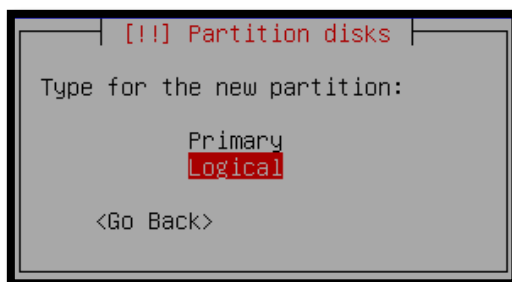 [!!] Partition disks
Type for the new partition:
Primary
Logical
<Go Back>